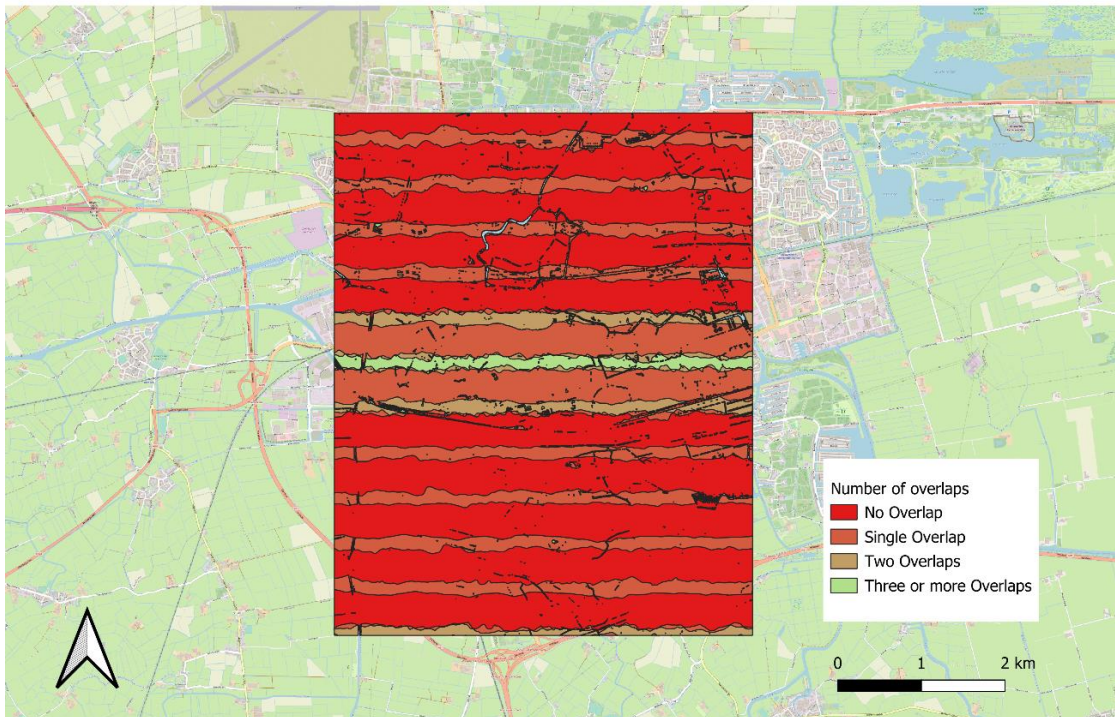 Number of overlaps
No Overlap
Single Overlap
Two Overlaps
Three or more Overlaps
0 1 2 km